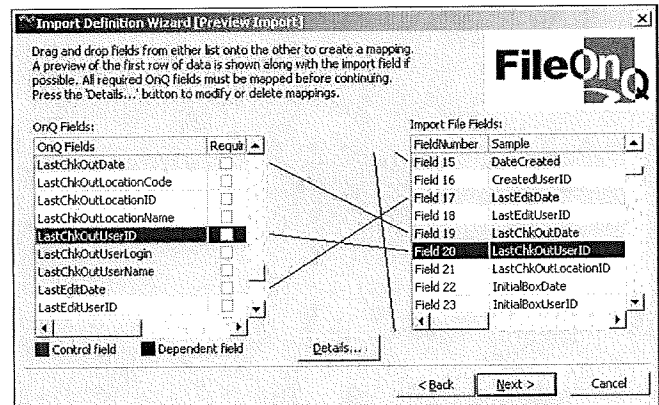 Import Definition Wizard [Preview Import]
Drag and drop fields from either list onto the other to create a mapping.
A preview of the first row of data is shown along with the import field if
possible. All required OnQ fields must be mapped before continuing.
Press the 'Details...' button to modify or delete mappings.
FileOnQ
OnQ Fields:
OnQ Fields Requir
LastChkOutDate
LastChkOutLocationCode
LastChkOutLocationID
LastChkOutLocationName
LastChkOutUserID
LastChkOutUserLogin
LastChkOutUserName
LastEditDate
LastEditUserID
Import File Fields:
FieldNumber Sample
Field 15 DateCreated
Field 16 CreatedUserID
Field 17 LastEditDate
Field 18 LastEditUserID
Field 19 LastChkOutDate
Field 20 LastChkOutUserID
Field 21 LastChkOutLocationID
Field 22 InitialBoxDate
Field 23 InitialBoxUserID
Control field Dependent field Details...
< Back Next > Cancel